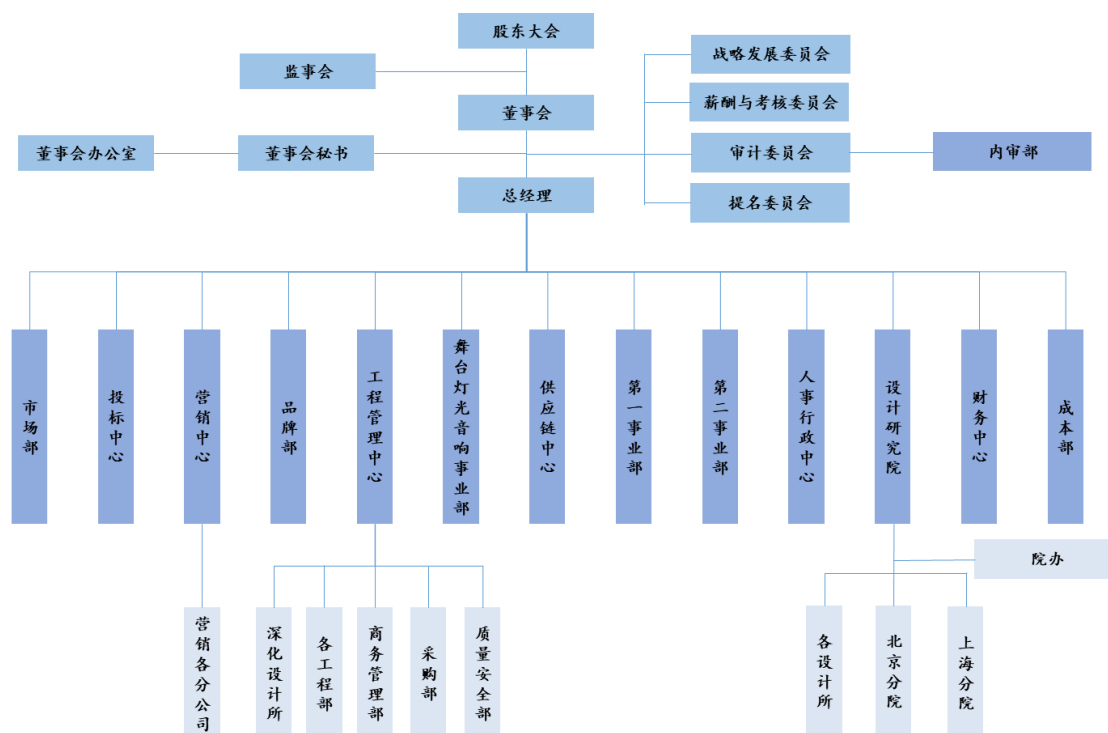 股东大会
监事会
战略发展委员会
薪酬与考核委员会
董事会
董事会办公室
董事会秘书
审计委员会
内审部
总经理
提名委员会
市场部
投标中心
营销中心
品牌部
工程管理中心
舞台灯光音响事业部
供应链中心
第一事业部
第二事业部
人事行政中心
设计研究院
财务中心
成本部
院办
营销各分公司
深化设计所
各工程部
商务管理部
采购部
质量安全部
各设计所
北京分院
上海分院